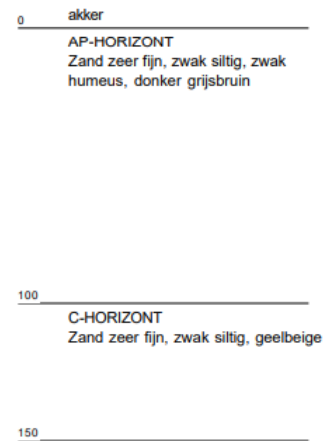 0 akker
AP-HORIZONT
Zand zeer fijn, zwak siltig, zwak
humeus, donker grijsbruin
100
C-HORIZONT
Zand zeer fijn, zwak siltig, geelbeige
150